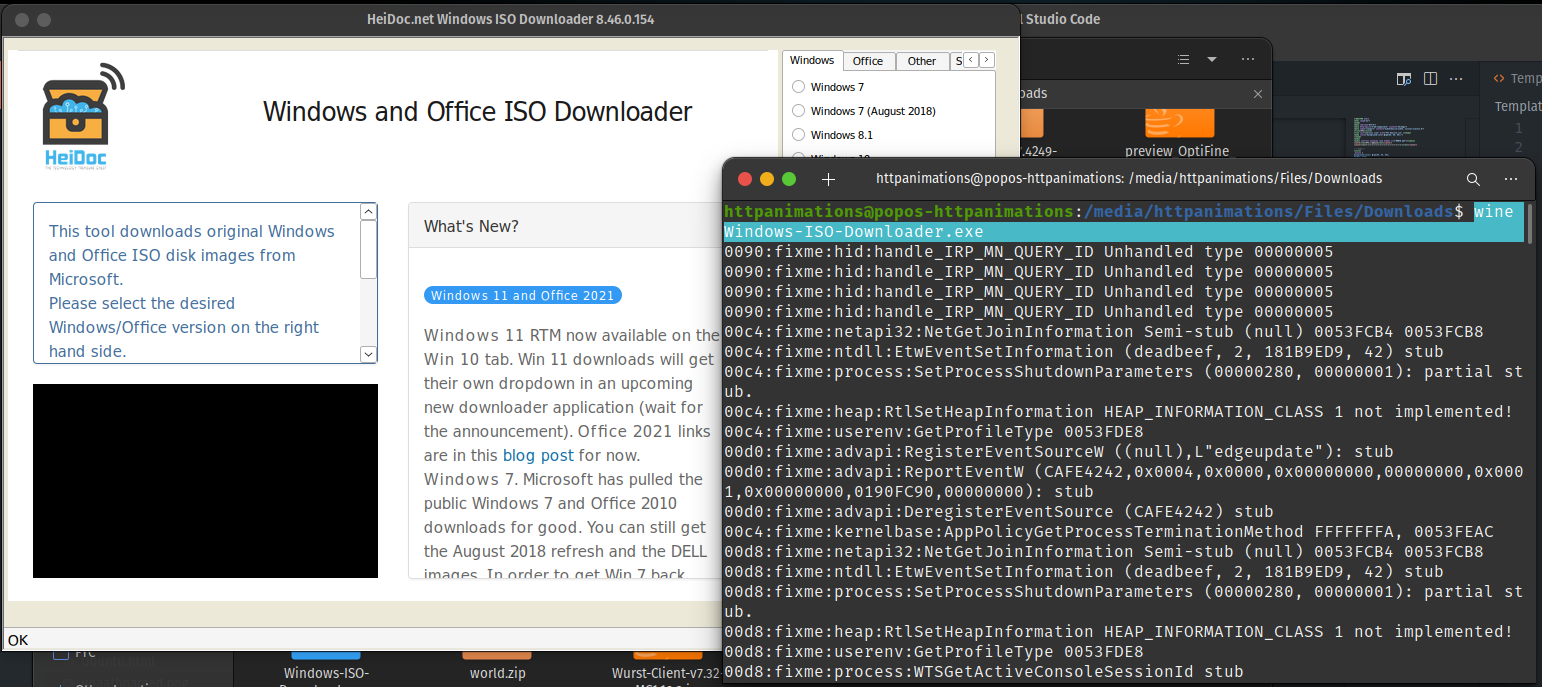 HeiDoc.net Windows ISO Downloader 8.46.0.154
l Studio Code
Windows and Office ISO Downloader
HeiDoc
Windows
Office
Other
S
Windows 7
Windows 7 (August 2018)
Windows 8.1
This tool downloads original Windows
and Office ISO disk images from
Microsoft.
Please select the desired
Windows/Office version on the right
hand side.
What's New?
Windows 11 and Office 2021
Windows 11 RTM now available on the
Win 10 tab. Win 11 downloads will get
their own dropdown in an upcoming
new downloader application (wait for
the announcement). Office 2021 links
are in this blog post for now.
Windows 7. Microsoft has pulled the
public Windows 7 and Office 2010
downloads for good. You can still get
the August 2018 refresh and the DELL
images. In order to get Win 7 back
OK
oads
.4249-
preview_OptiFine
Temp
Templat
1
2
httpanimations@popos-httpanimations: /media/httpanimations/Files/Downloads
httpanimations@popos-httpanimations:/media/httpanimations/Files/Downloads$ wine
Windows-ISO-Downloader.exe
0090:fixme:hid:handle_IRP_MN_QUERY_ID Unhandled type 00000005
0090:fixme:hid:handle_IRP_MN_QUERY_ID Unhandled type 00000005
0090:fixme:hid:handle_IRP_MN_QUERY_ID Unhandled type 00000005
0090:fixme:hid:handle_IRP_MN_QUERY_ID Unhandled type 00000005
00c4:fixme:netapi32:NetGetJoinInformation Semi-stub (null) 0053FCB4 0053FCB8
00c4:fixme:ntdll:EtwEventSetInformation (deadbeef, 2, 181B9ED9, 42) stub
00c4:fixme:process:SetProcessShutdownParameters (00000280, 00000001): partial st
ub.
00c4:fixme:heap:RtlSetHeapInformation HEAP_INFORMATION_CLASS 1 not implemented!
00c4:fixme:userenv:GetProfileType 0053FDE8
00d0:fixme:advapi:RegisterEventSourceW ((null),L"edgeupdate"): stub
00d0:fixme:advapi:ReportEventW (CAFE4242,0x0004,0x0000,0x00000000,00000000,0x000
1,0x00000000,0190FC90,00000000): stub
00d0:fixme:advapi:DeregisterEventSource (CAFE4242) stub
00c4:fixme:kernelbase:AppPolicyGetProcessTerminationMethod FFFFFFFA, 0053FEAC
00d8:fixme:netapi32:NetGetJoinInformation Semi-stub (null) 0053FCB4 0053FCB8
00d8:fixme:ntdll:EtwEventSetInformation (deadbeef, 2, 181B9ED9, 42) stub
00d8:fixme:process:SetProcessShutdownParameters (00000280, 00000001): partial st
ub.
00d8:fixme:heap:RtlSetHeapInformation HEAP_INFORMATION_CLASS 1 not implemented!
00d8:fixme:userenv:GetProfileType 0053FDE8
00d8:fixme:process:WTSGetActiveConsoleSessionId stub
Windows-ISO-
world.zip
Wurst-Client-v7.32-